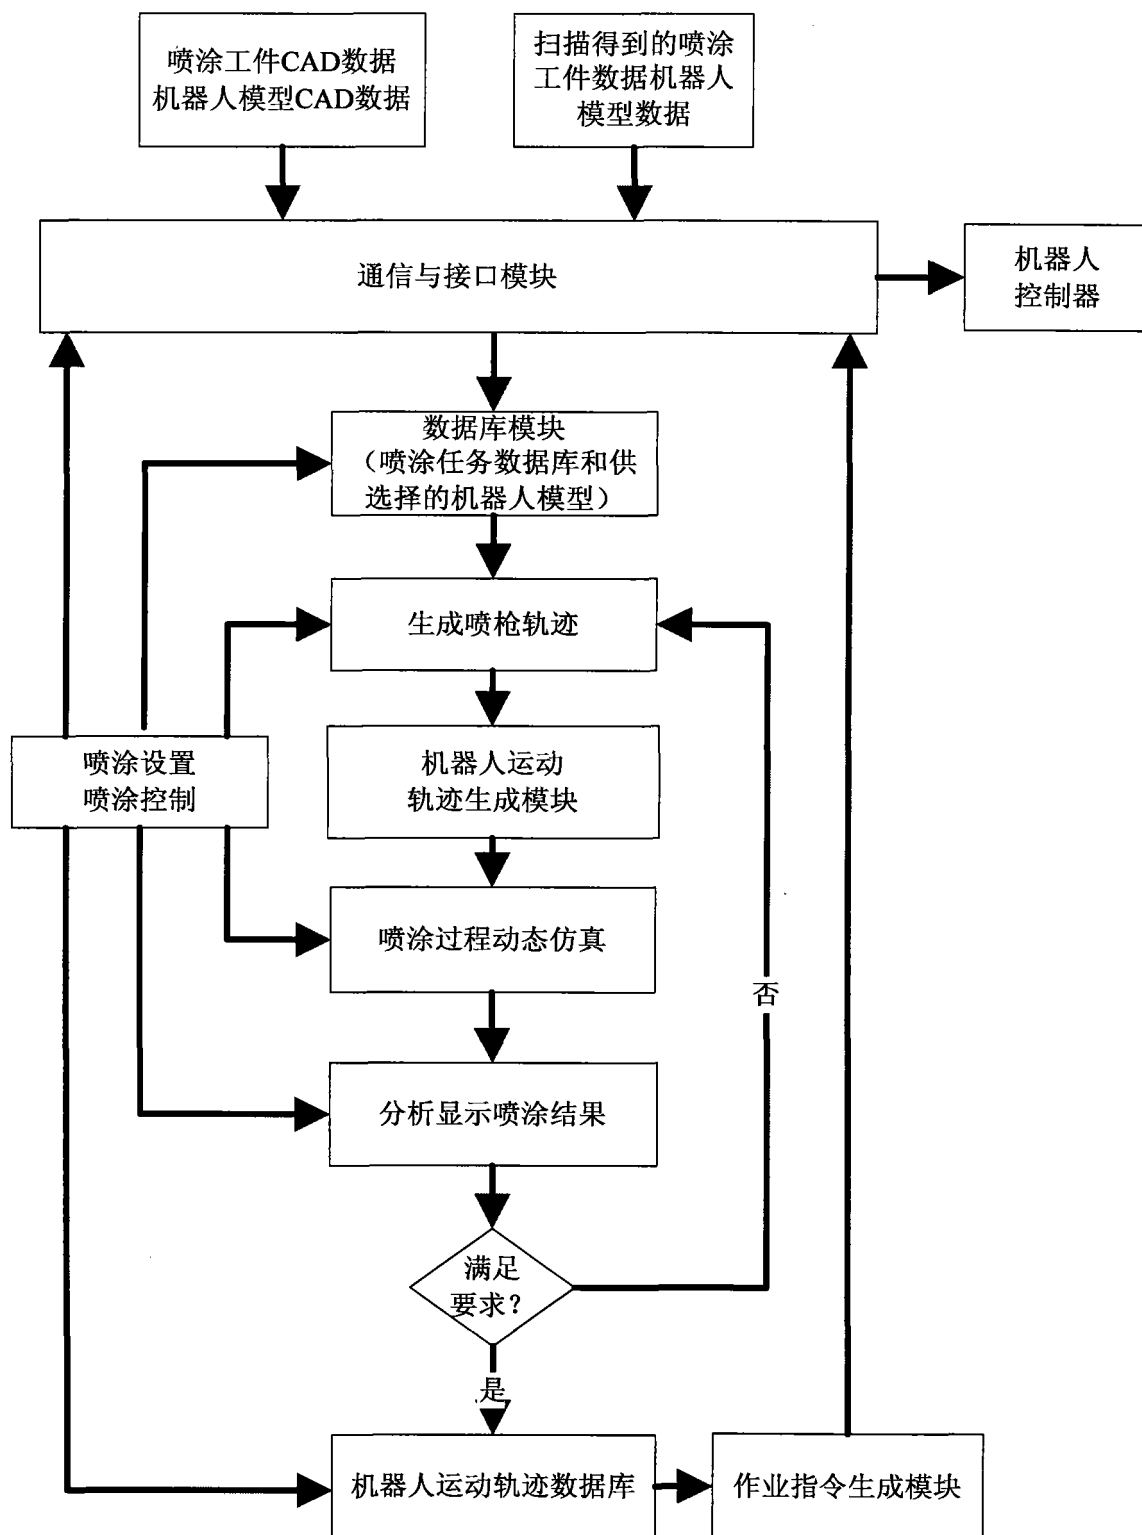 喷涂工件CAD数据
机器人模型CAD数据
扫描得到的喷涂
工件数据机器人
模型数据
通信与接口模块
机器人
控制器
数据库模块
（喷涂任务数据库和供
选择的机器人模型）
生成喷枪轨迹
喷涂设置
喷涂控制
机器人运动
轨迹生成模块
喷涂过程动态仿真
否
分析显示喷涂结果
满足
要求？
是
机器人运动轨迹数据库
作业指令生成模块